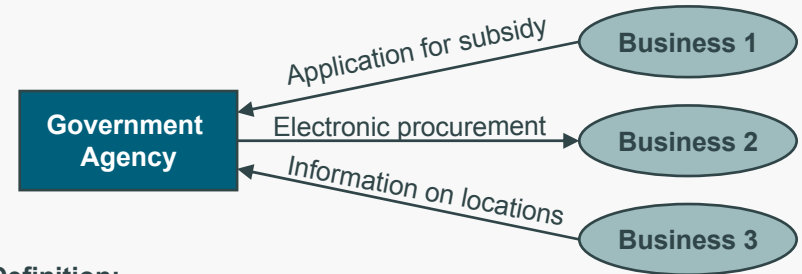 Application for subsidy
Business 1
Government
Agency
Electronic procurement
Business 2
Information on locations
Business 3